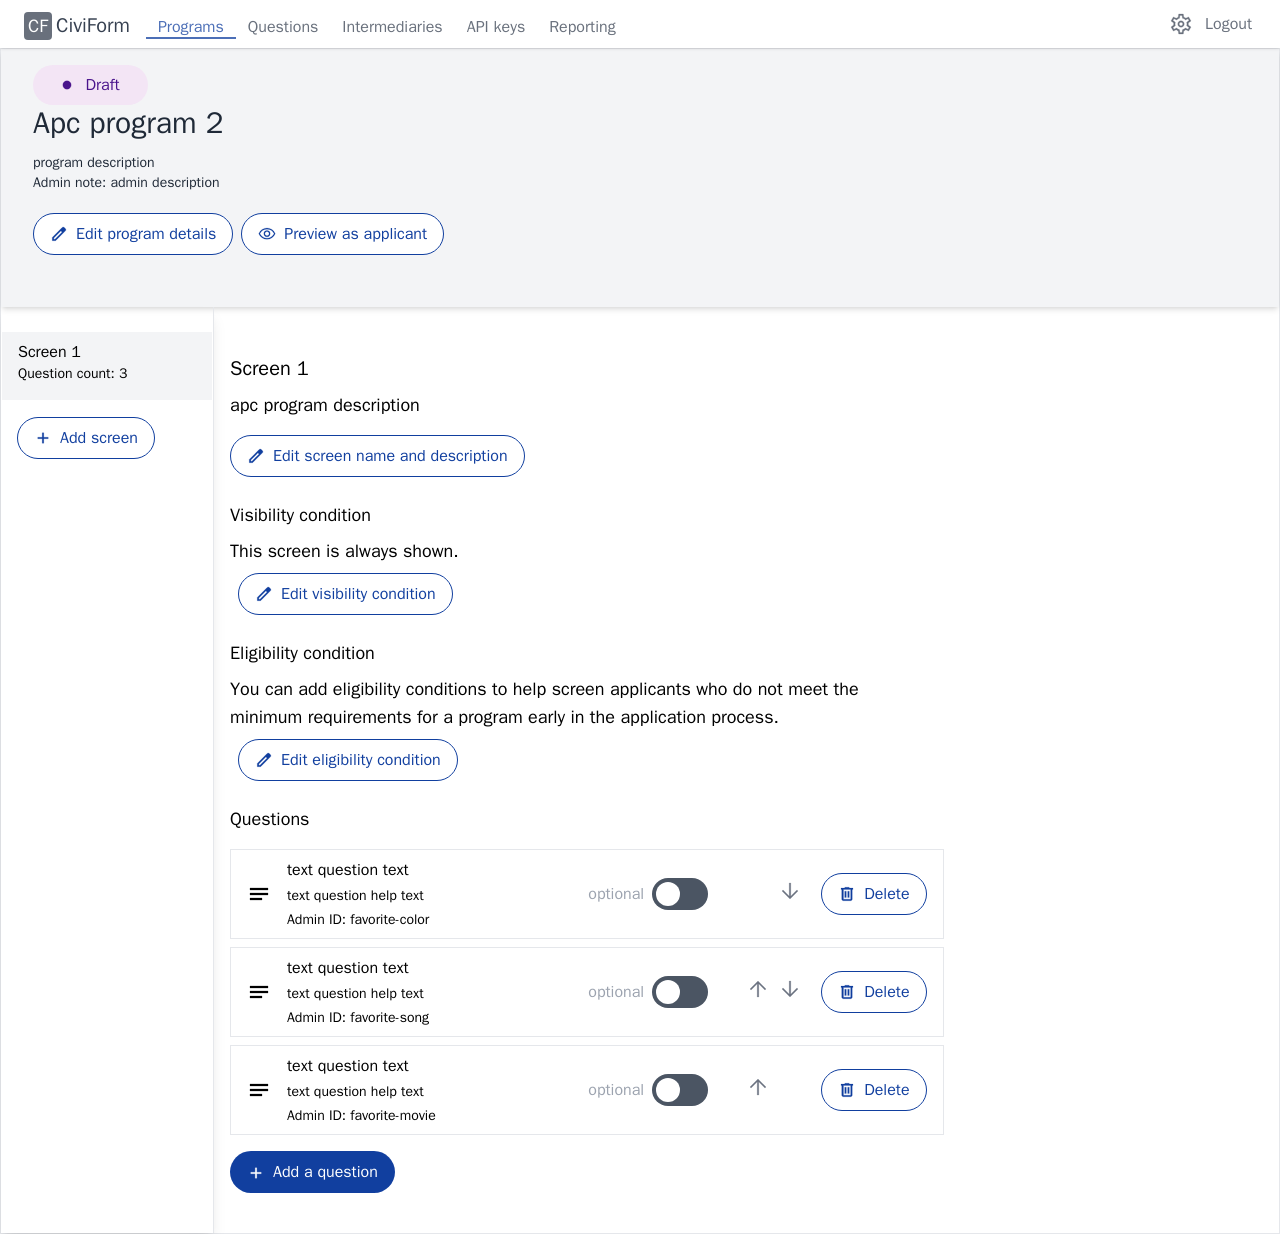 CF CiviForm Programs Questions Intermediaries API keys Reporting Logout
Draft
Apc program 2
program description
Admin note: admin description
Edit program details Preview as applicant
Screen 1
Question count: 3
Add screen
Screen 1
apc program description
Edit screen name and description
Visibility condition
This screen is always shown.
Edit visibility condition
Eligibility condition
You can add eligibility conditions to help screen applicants who do not meet the
minimum requirements for a program early in the application process.
Edit eligibility condition
Questions
text question text
text question help text
Admin ID: favorite-color
optional Delete
text question text
text question help text
Admin ID: favorite-song
optional Delete
text question text
text question help text
Admin ID: favorite-movie
optional Delete
Add a question